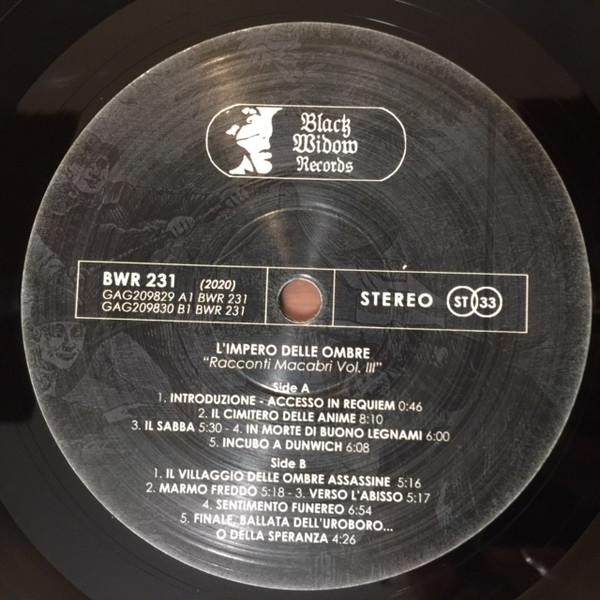 Black
Widow
Records
BWR 231 (2020)
GAG209829 A1 BWR 231
GAG209830 B1 BWR 231
STEREO ST 33
L'IMPERO DELLE OMBRE
"Racconti Macabri Vol. III"
Side A
1. INTRODUZIONE - ACCESSO IN REQUIEM 0:46
2. IL CIMITERO DELLE ANIME 8:10
3. IL SABBA 5:30 - 4. IN MORTE DI BUONO LEGNAMI 6:00
5. INCUBO A DUNWICH 6:08
Side B
1. IL VILLAGGIO DELLE OMBRE ASSASSINE 5:16
2. MARMO FREDDO 5:18 - 3. VERSO L'ABISSO 5:17
4. SENTIMENTO FUNEREO 6:54
5. FINALE, BALLATA DELL'UROBORO...
O DELLA SPERANZA 4:26